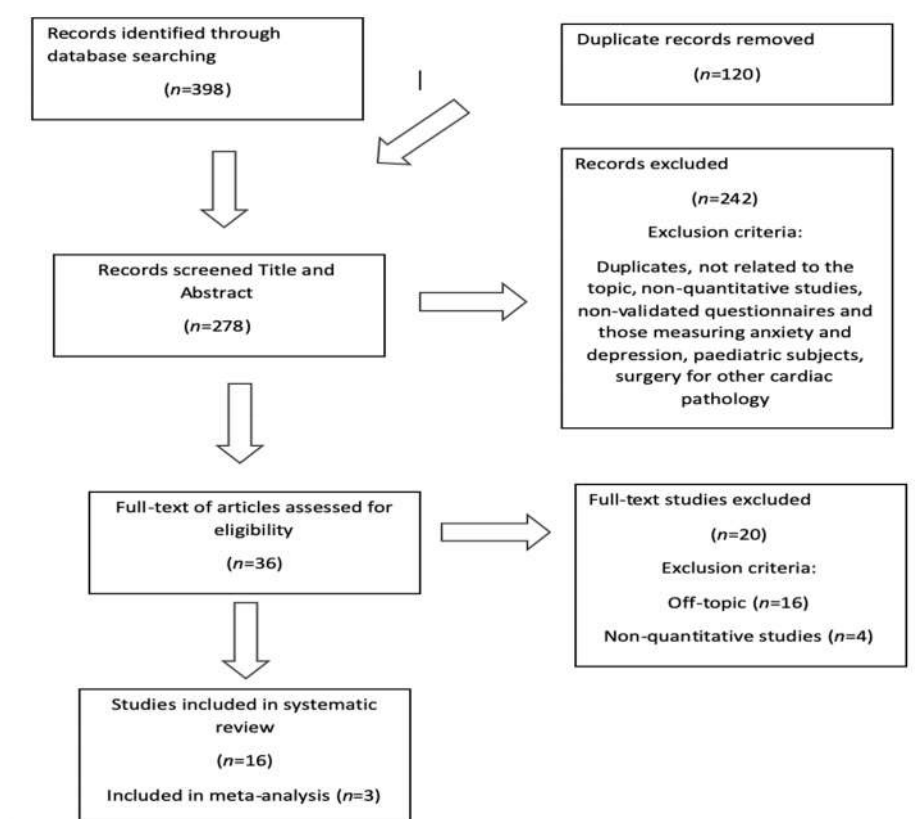 Records identified through
database searching
(n=398)
Duplicate records removed
(n=120)
Records screened Title and
Abstract
(n=278)
Records excluded
(n=242)
Exclusion criteria:
Duplicates, not related to the
topic, non-quantitative studies,
non-validated questionnaires and
those measuring anxiety and
depression, paediatric subjects,
surgery for other cardiac
pathology
Full-text of articles assessed for
eligibility
(n=36)
Full-text studies excluded
(n=20)
Exclusion criteria:
Off-topic (n=16)
Non-quantitative studies (n=4)
Studies included in systematic
review
(n=16)
Included in meta-analysis (n=3)